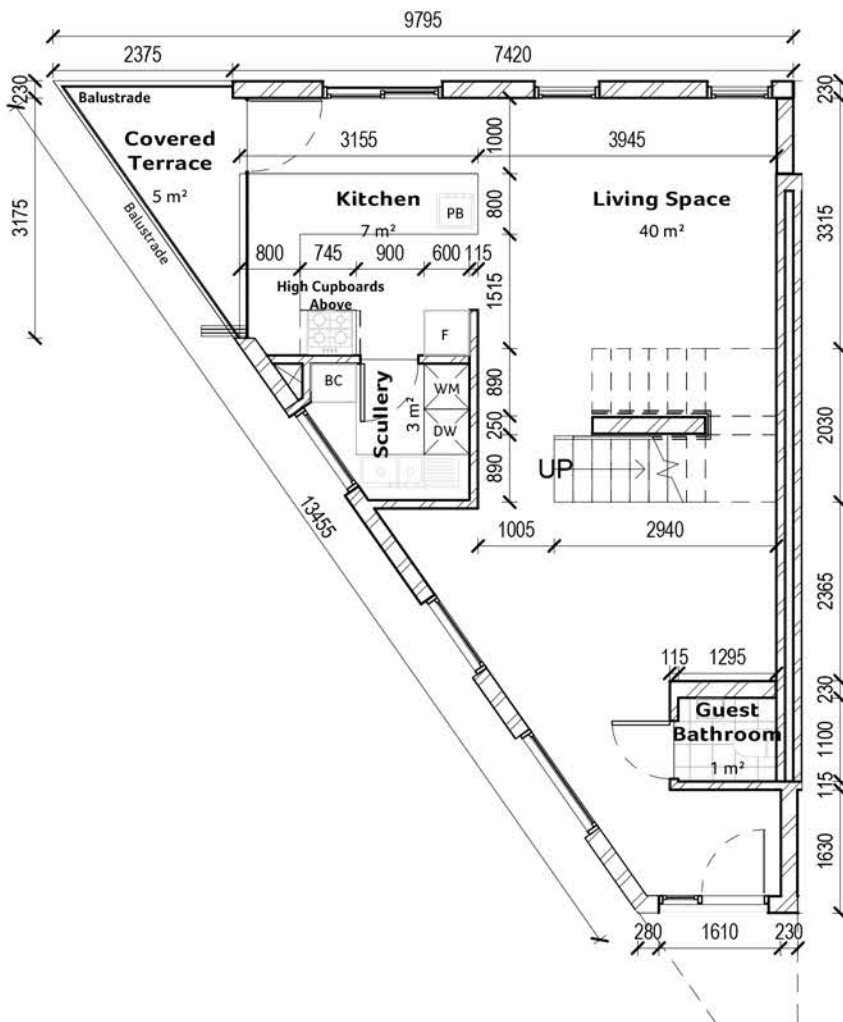 9795
2375
7420
230
230
Balustrade
Covered
Terrace
5 m²
Balustrade
3175
3155
3945
1000
Kitchen
7 m²
PB
800
Living Space
40 m²
3315
800
745
900
600
115
1515
High Cupboards
Above
F
BC
WM
DW
Scullery
3 m²
890
250
890
2030
UP
13455
1005
2940
2365
115
1295
230
Guest
Bathroom
1 m²
1100
115
1630
280
1610
230